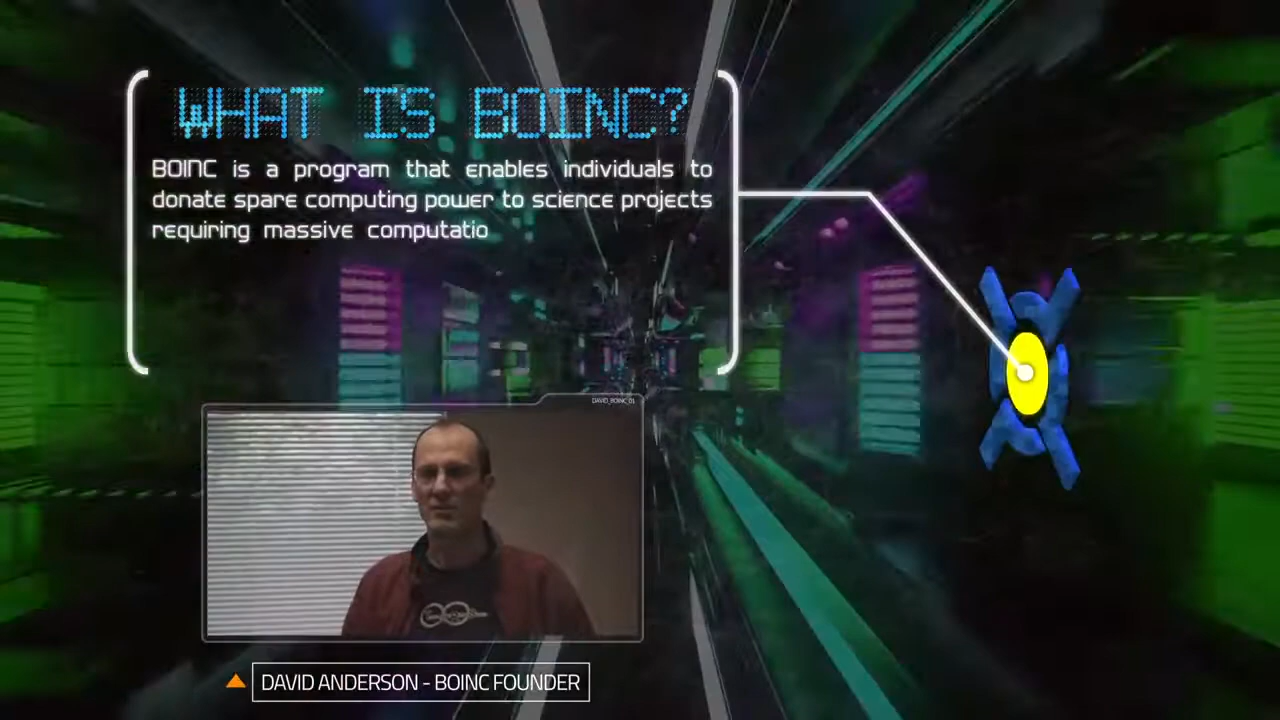 WHAT IS BOINC?
BOINC is a program that enables individuals to
donate spare computing power to science projects
requiring massive computatio
DAVID_BOINC_01
DAVID ANDERSON - BOINC FOUNDER